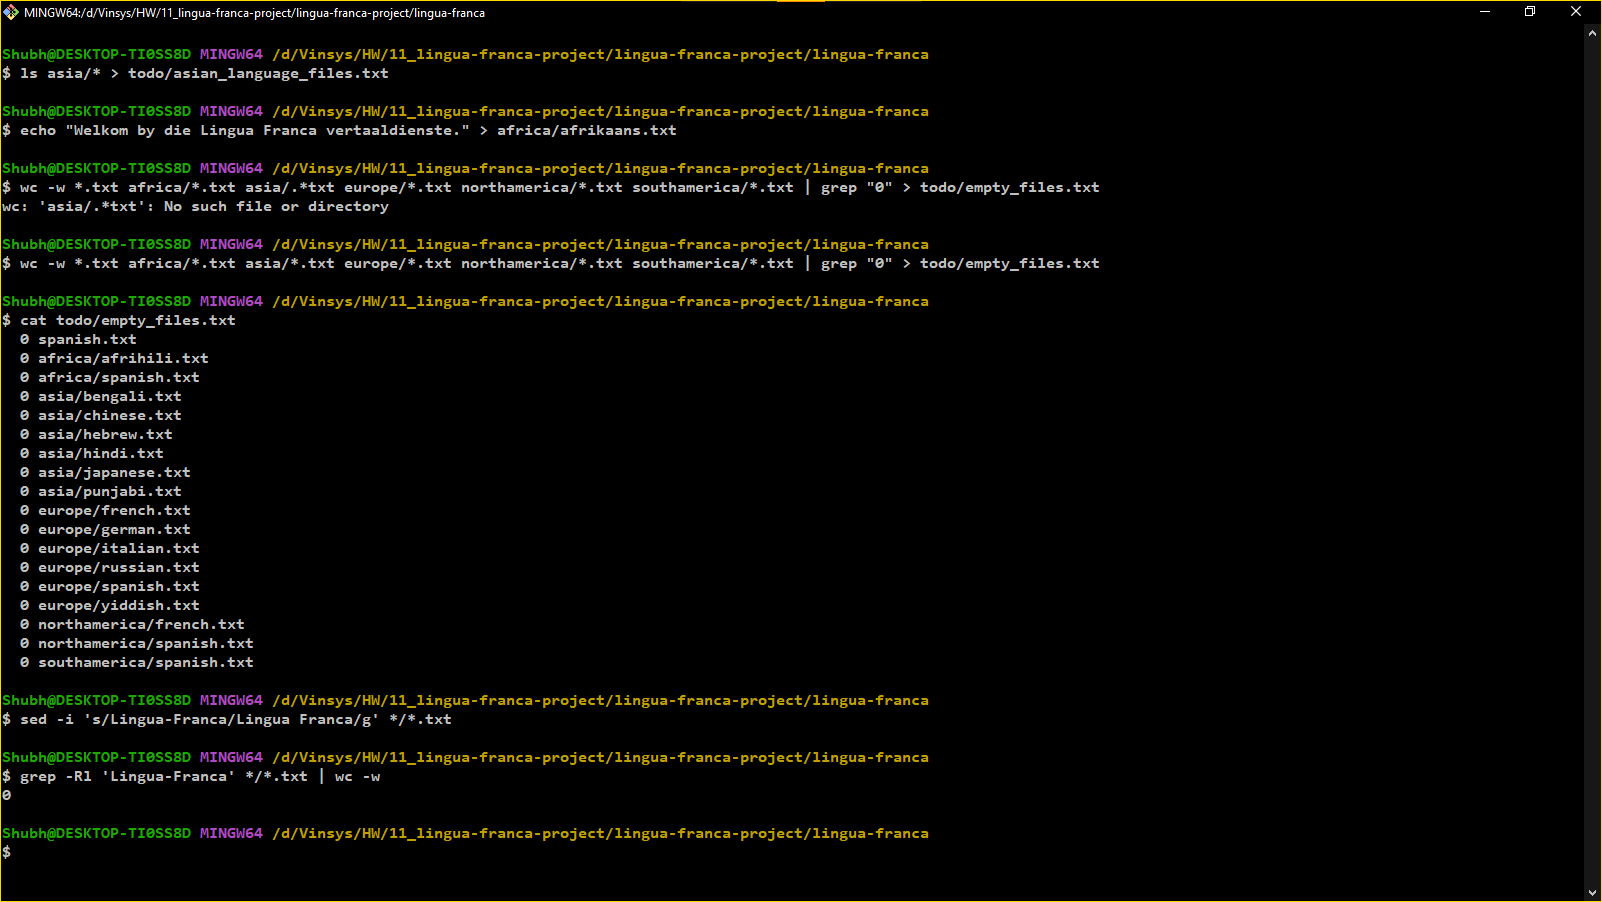 MINGW64:/d/Vinsys/HW/11_lingua-franca-project/lingua-franca-project/lingua-franca
Shubh@DESKTOP-TI0SS8D MINGW64 /d/Vinsys/HW/11_lingua-franca-project/lingua-franca-project/lingua-franca
$ ls asia/* > todo/asian_language_files.txt
Shubh@DESKTOP-TI0SS8D MINGW64 /d/Vinsys/HW/11_lingua-franca-project/lingua-franca-project/lingua-franca
$ echo "Welkom by die Lingua Franca vertaaldienste." > africa/afrikaans.txt
Shubh@DESKTOP-TI0SS8D MINGW64 /d/Vinsys/HW/11_lingua-franca-project/lingua-franca-project/lingua-franca
$ wc -w *.txt africa/*.txt asia/.*txt europe/*.txt northamerica/*.txt southamerica/*.txt | grep "0" > todo/empty_files.txt
wc: 'asia/.*txt': No such file or directory
Shubh@DESKTOP-TI0SS8D MINGW64 /d/Vinsys/HW/11_lingua-franca-project/lingua-franca-project/lingua-franca
$ wc -w *.txt africa/*.txt asia/*.txt europe/*.txt northamerica/*.txt southamerica/*.txt | grep "0" > todo/empty_files.txt
Shubh@DESKTOP-TI0SS8D MINGW64 /d/Vinsys/HW/11_lingua-franca-project/lingua-franca-project/lingua-franca
$ cat todo/empty_files.txt
0 spanish.txt
0 africa/afrihili.txt
0 africa/spanish.txt
0 asia/bengali.txt
0 asia/chinese.txt
0 asia/hebrew.txt
0 asia/hindi.txt
0 asia/japanese.txt
0 asia/punjabi.txt
0 europe/french.txt
0 europe/german.txt
0 europe/italian.txt
0 europe/russian.txt
0 europe/spanish.txt
0 europe/yiddish.txt
0 northamerica/french.txt
0 northamerica/spanish.txt
0 southamerica/spanish.txt
Shubh@DESKTOP-TI0SS8D MINGW64 /d/Vinsys/HW/11_lingua-franca-project/lingua-franca-project/lingua-franca
$ sed -i 's/Lingua-Franca/Lingua Franca/g' */*.txt
Shubh@DESKTOP-TI0SS8D MINGW64 /d/Vinsys/HW/11_lingua-franca-project/lingua-franca-project/lingua-franca
$ grep -Rl 'Lingua-Franca' */*.txt | wc -w
0
Shubh@DESKTOP-TI0SS8D MINGW64 /d/Vinsys/HW/11_lingua-franca-project/lingua-franca-project/lingua-franca
$